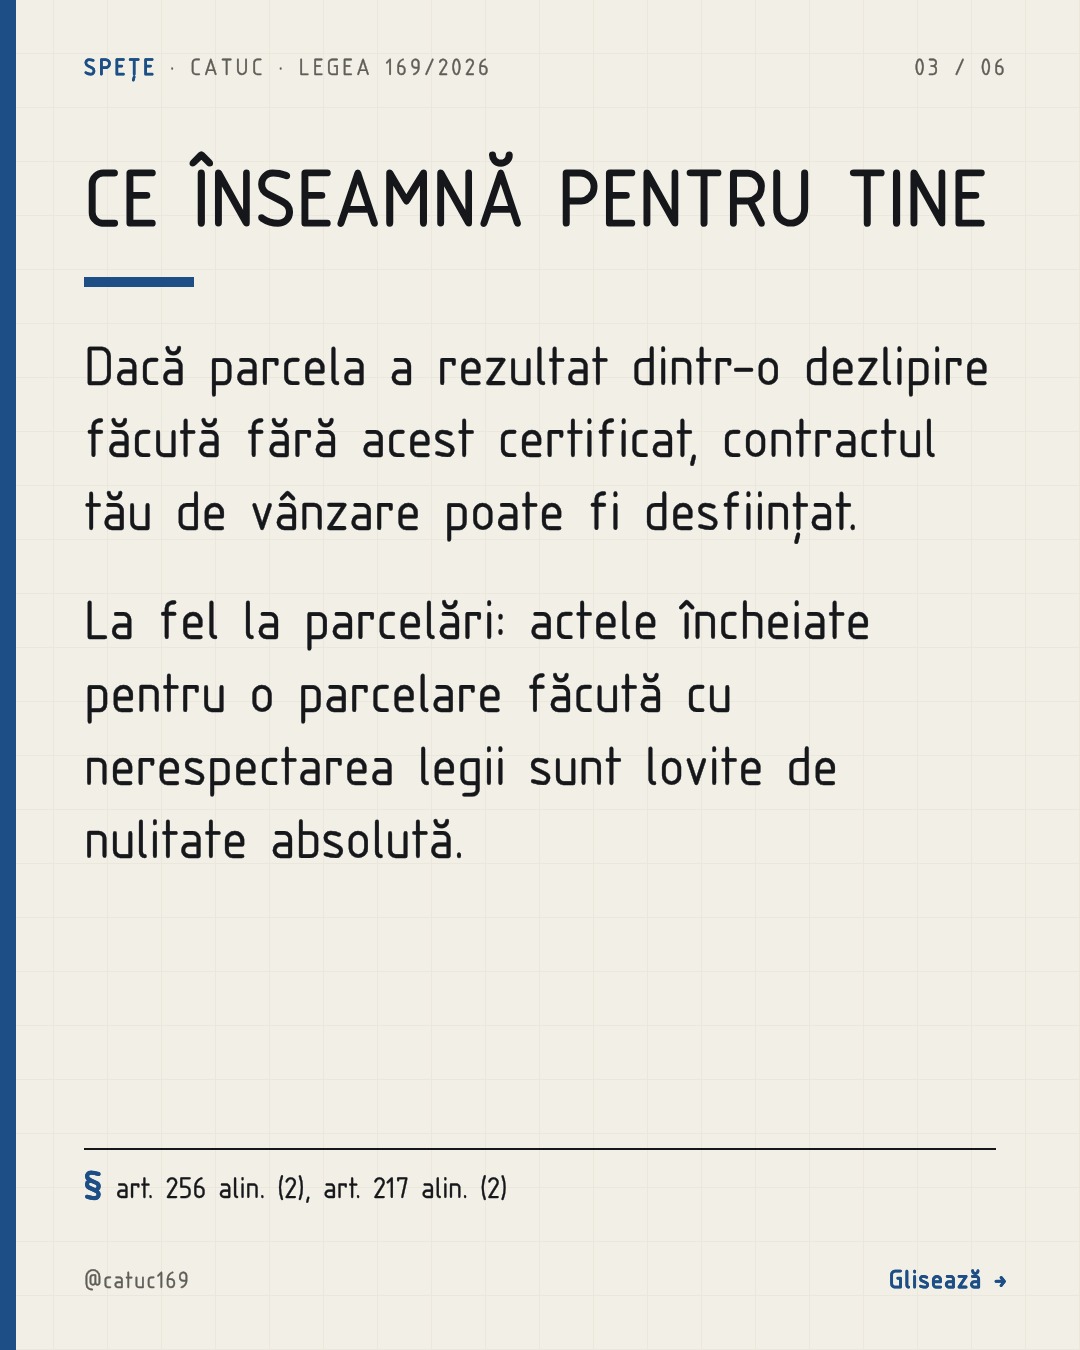 SPEȚE · CATUC · LEGEA 169/2026
03 / 06
CE ÎNSEAMNĂ PENTRU TINE
Dacă parcela a rezultat dintr-o dezlipire
făcută fără acest certificat, contractul
tău de vânzare poate fi desființat.
La fel la parcelări: actele încheiate
pentru o parcelare făcută cu
nerespectarea legii sunt lovite de
nulitate absolută.
§ art. 256 alin. (2), art. 217 alin. (2)
@catuc169
Glisează →